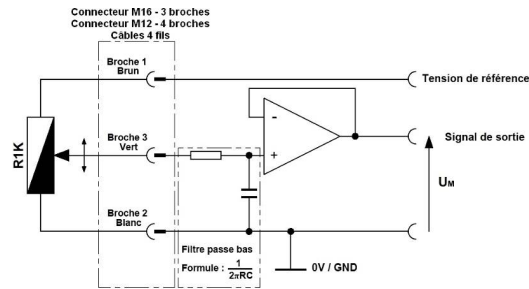 Connecteur M16 - 3 broches
Connecteur M12 - 4 broches
Câbles 4 fils
Broche 1
Brun
Tension de référence
R1K
Broche 3
Vert
-
+
Signal de sortie
UM
Broche 2
Blanc
Filtre passe bas
Formule : 1
2πRC
0V / GND